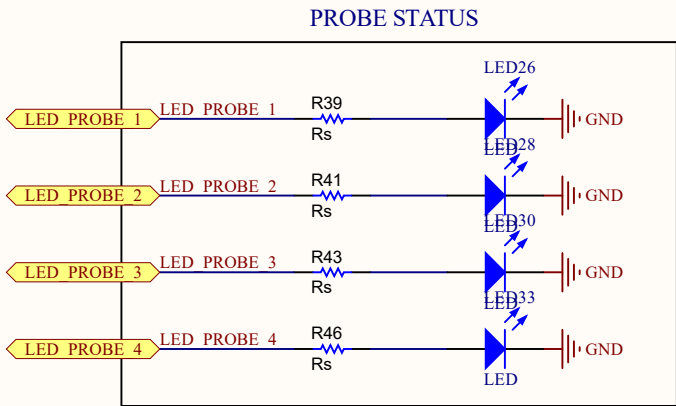 PROBE STATUS
LED26
LED_PROBE_1 LED_PROBE_1 R39 GND
Rs LED
LED28
LED_PROBE_2 LED_PROBE_2 R41 GND
Rs LED
LED30
LED_PROBE_3 LED_PROBE_3 R43 GND
Rs LED
LED33
LED_PROBE_4 LED_PROBE_4 R46 GND
Rs LED